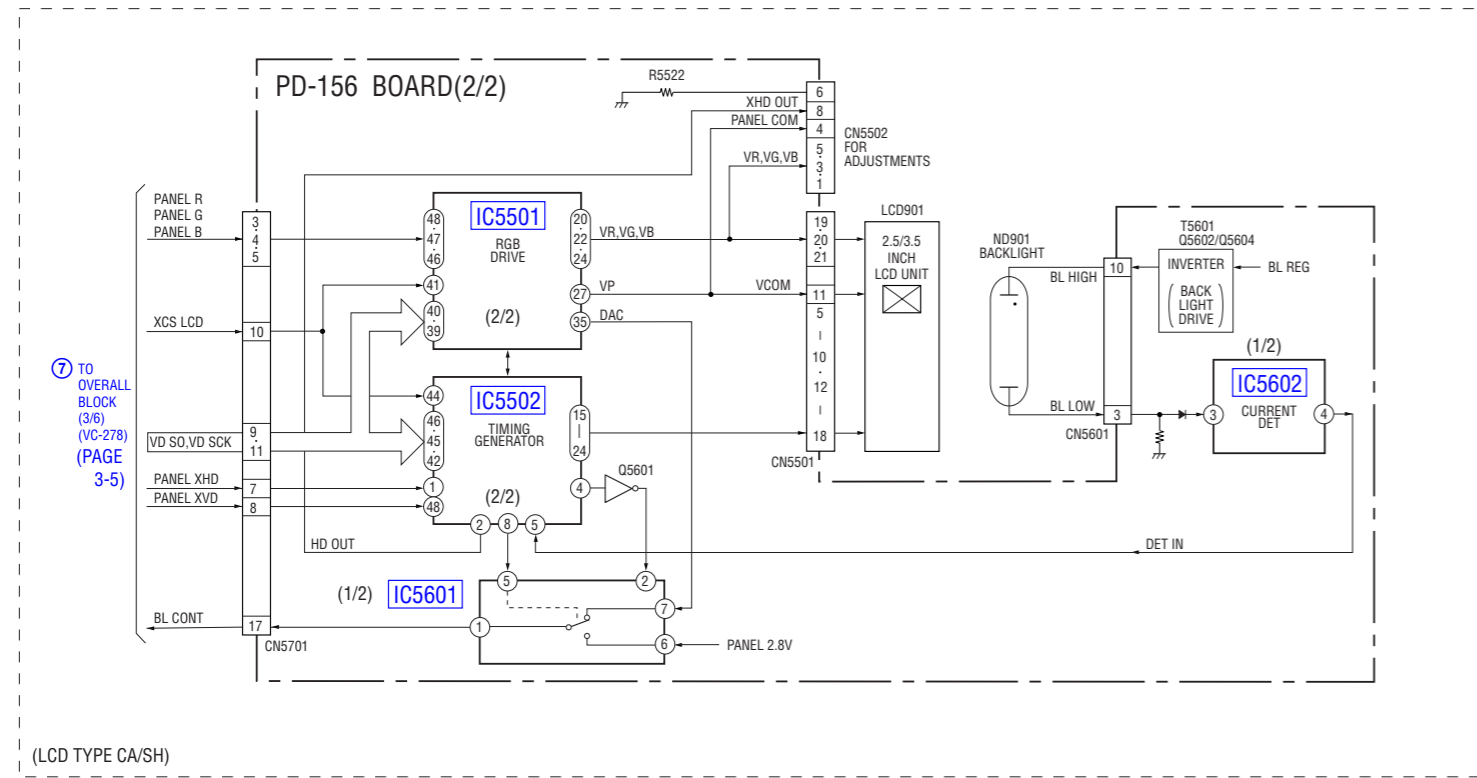 PD-156 BOARD(2/2)
R5522
6
XHD OUT
8
PANEL COM
4
CN5502
FOR
ADJUSTMENTS
VR,VG,VB
5
·
3
·
1
PANEL R
PANEL G
PANEL B
3
·
4
·
5
48
·
47
·
46
IC5501
RGB
DRIVE
20
·
22
·
24
VR,VG,VB
19
·
20
·
21
LCD901
2.5/3.5
INCH
LCD UNIT
ND901
BACKLIGHT
T5601
Q5602/Q5604
INVERTER
BL REG
BL HIGH
10
(BACK
LIGHT
DRIVE)
41
27
VP
VCOM
11
40
·
39
(2/2)
35
DAC
5
|
10
·
12
|
18
XCS LCD
10
7 TO
OVERALL
BLOCK
(3/6)
(VC-278)
(PAGE
3-5)
(1/2)
IC5602
CURRENT
DET
3
4
BL LOW
3
CN5601
44
IC5502
TIMING
GENERATOR
46
·
45
·
42
15
|
24
VD SO,VD SCK
9
·
11
CN5501
PANEL XHD
7
1
4
Q5601
PANEL XVD
8
48
(2/2)
2
8
5
HD OUT
DET IN
(1/2)
IC5601
5
2
7
1
6
PANEL 2.8V
BL CONT
17
CN5701
(LCD TYPE CA/SH)